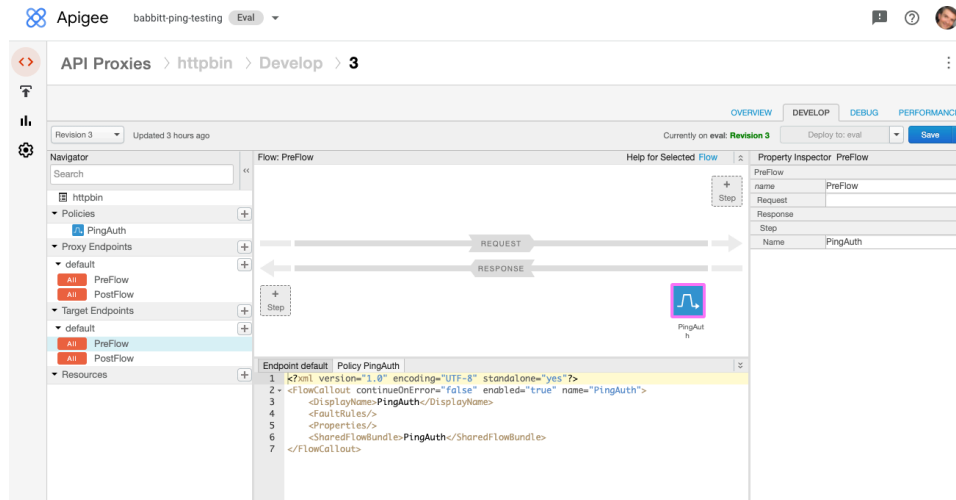 Apigee babbitt-ping-testing Eval
API Proxies > httpbin > Develop > 3
OVERVIEW DEVELOP DEBUG PERFORMANCE
Revision 3 Updated 3 hours ago Currently on eval: Revision 3 Deploy to: eval Save
Navigator
Search
httpbin
Policies
PingAuth
Proxy Endpoints
default
All PreFlow
All PostFlow
Target Endpoints
default
All PreFlow
All PostFlow
Resources
Flow: PreFlow Help for Selected Flow
+
Step
REQUEST
RESPONSE
+
Step
PingAut
h
Endpoint default Policy PingAuth
1 <?xml version="1.0" encoding="UTF-8" standalone="yes"?>
2 <FlowCallout continueOnError="false" enabled="true" name="PingAuth">
3 <DisplayName>PingAuth</DisplayName>
4 <FaultRules/>
5 <Properties/>
6 <SharedFlowBundle>PingAuth</SharedFlowBundle>
7 </FlowCallout>
Property Inspector PreFlow
PreFlow
name PreFlow
Request
Response
Step
Name PingAuth